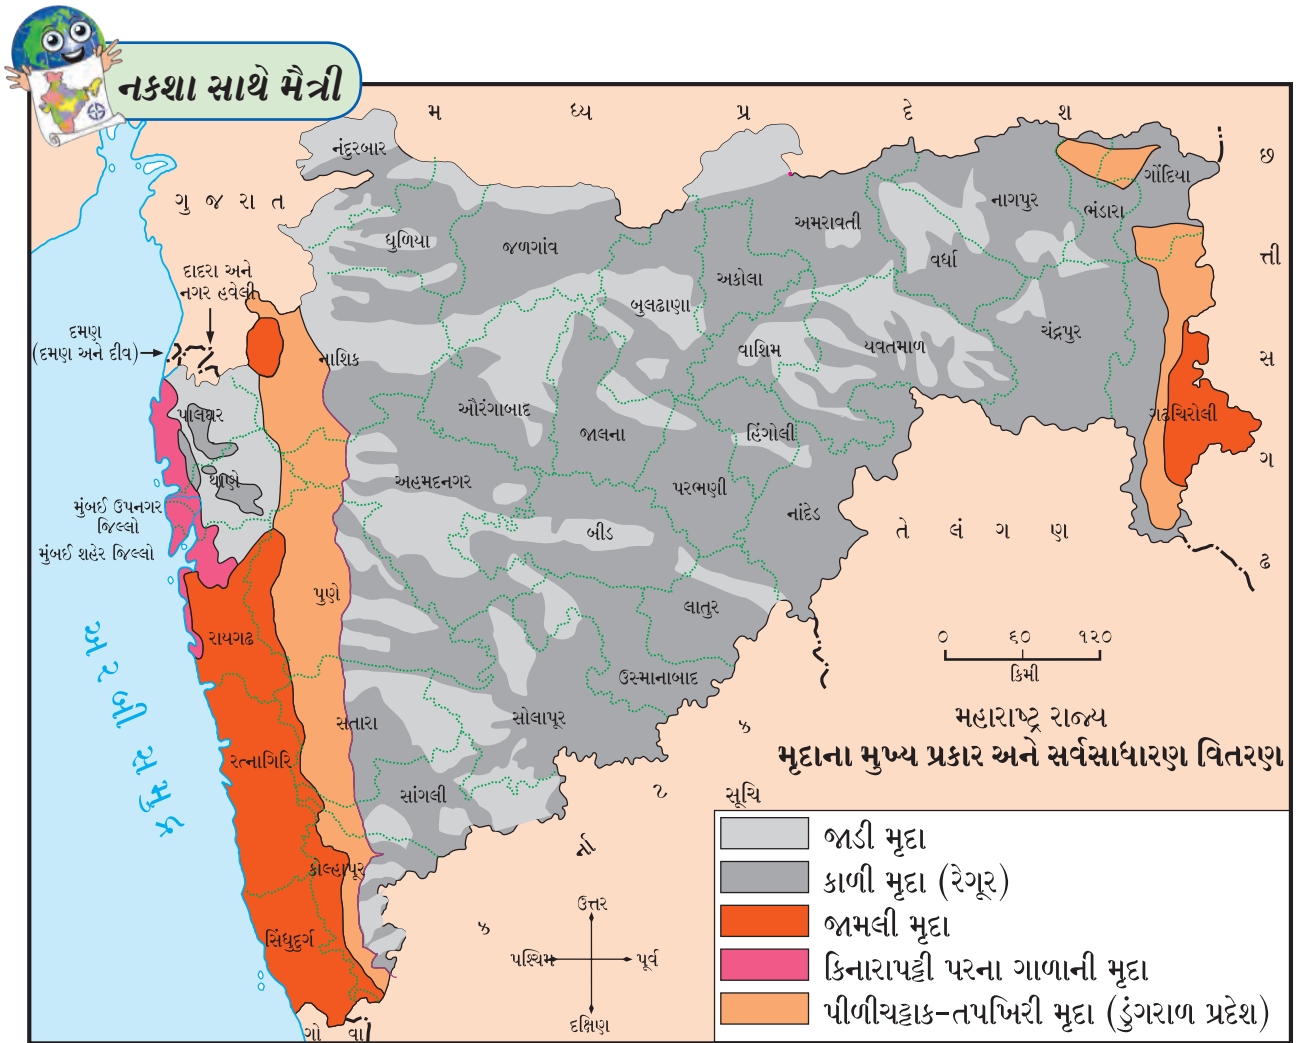 નકશા સાથે મૈત્રી
મ ધ્ય પ્ર દે શ
છ
ત્તી
સ
ગ
ઢ
ગુ જ રા ત
નંદુરબાર
ધુળિયા
જળગાંવ
અમરાવતી
નાગપુર
ભંડારા
ગોંદિયા
દાદરા અને
નગર હવેલી
અકોલા
વર્ધા
બુલઢાણા
ચંદ્રપુર
દમણ
(દમણ અને દીવ)
નાશિક
વાશિમ
યવતમાળ
પાલઘર
ઔરંગાબાદ
જાલના
હિંગોલી
ગઢચિરોલી
થાણે
અહમદનગર
પરભણી
નાંદેડ
મુંબઈ ઉપનગર
જિલ્લો
મુંબઈ શહેર જિલ્લો
બીડ
તે લં ગ ણ
પુણે
લાતુર
રાયગઢ
ઉસ્માનાબાદ
અરબી સમુદ્ર
સતારા
સોલાપૂર
રત્નાગિરિ
સાંગલી
કોલ્હાપૂર
સિંધુદુર્ગ
ક ર્ના ટ ક
ગો વા
૦ ૬૦ ૧૨૦
કિમી
મહારાષ્ટ્ર રાજ્ય
મૃદાના મુખ્ય પ્રકાર અને સર્વસાધારણ વિતરણ
સૂચિ
જાડી મૃદા
કાળી મૃદા (રેગૂર)
જામલી મૃદા
કિનારાપટ્ટી પરના ગાળાની મૃદા
પીળીચટ્ટાક-તપખિરી મૃદા (ડુંગરાળ પ્રદેશ)
ઉત્તર
પશ્ચિમ પૂર્વ
દક્ષિણ